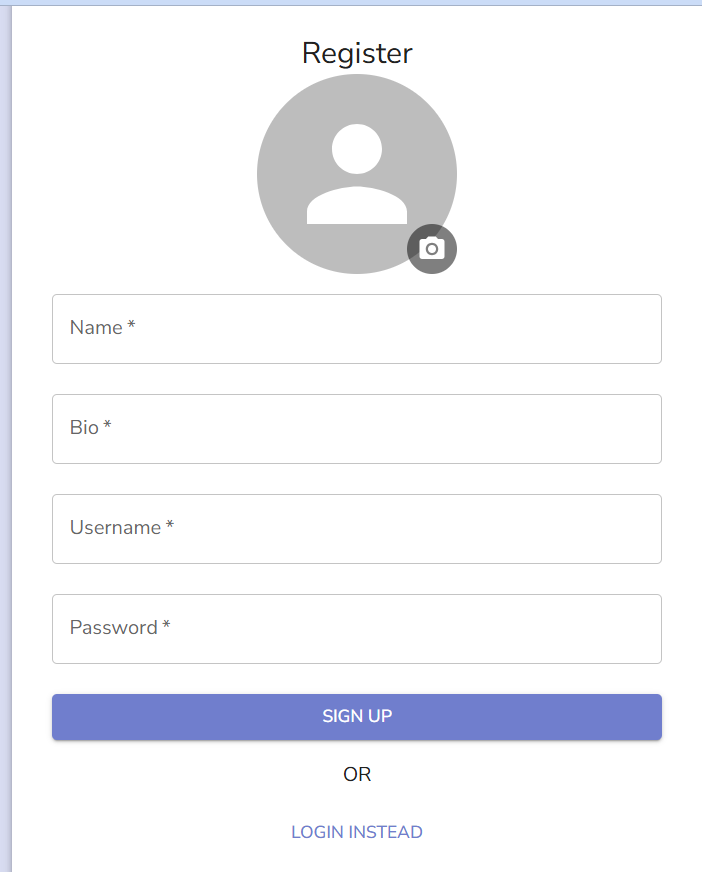 Register
Name *
Bio *
Username *
Password *
SIGN UP
OR
LOGIN INSTEAD